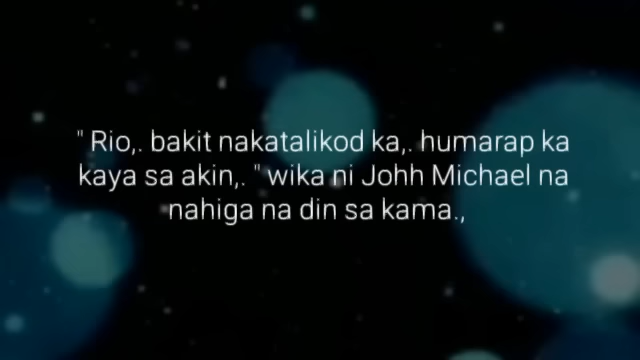 " Rio,. bakit nakatalikod ka,. humarap ka
kaya sa akin,. " wika ni Johh Michael na
nahiga na din sa kama.,